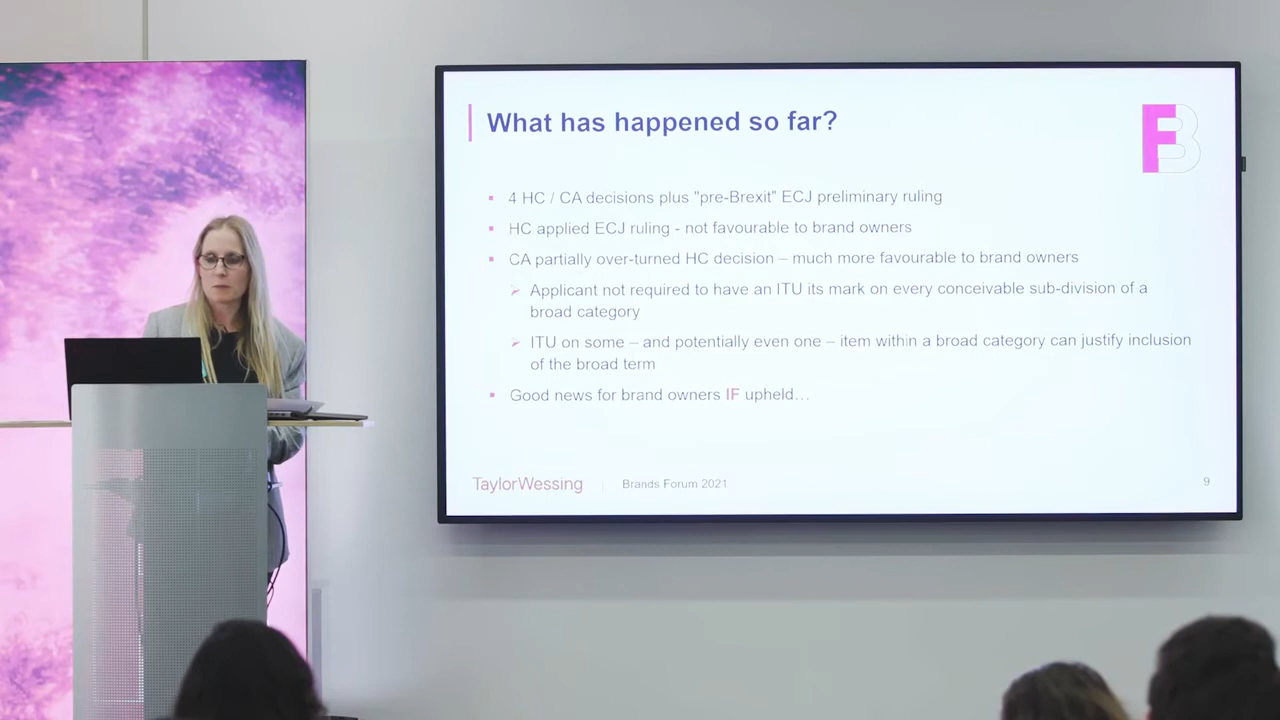 What has happened so far?
FB
4 HC / CA decisions plus "pre-Brexit" ECJ preliminary ruling
HC applied ECJ ruling - not favourable to brand owners
CA partially over-turned HC decision – much more favourable to brand owners
Applicant not required to have an ITU its mark on every conceivable sub-division of a
broad category
ITU on some – and potentially even one – item within a broad category can justify inclusion
of the broad term
Good news for brand owners IF upheld…
TaylorWessing | Brands Forum 2021
9